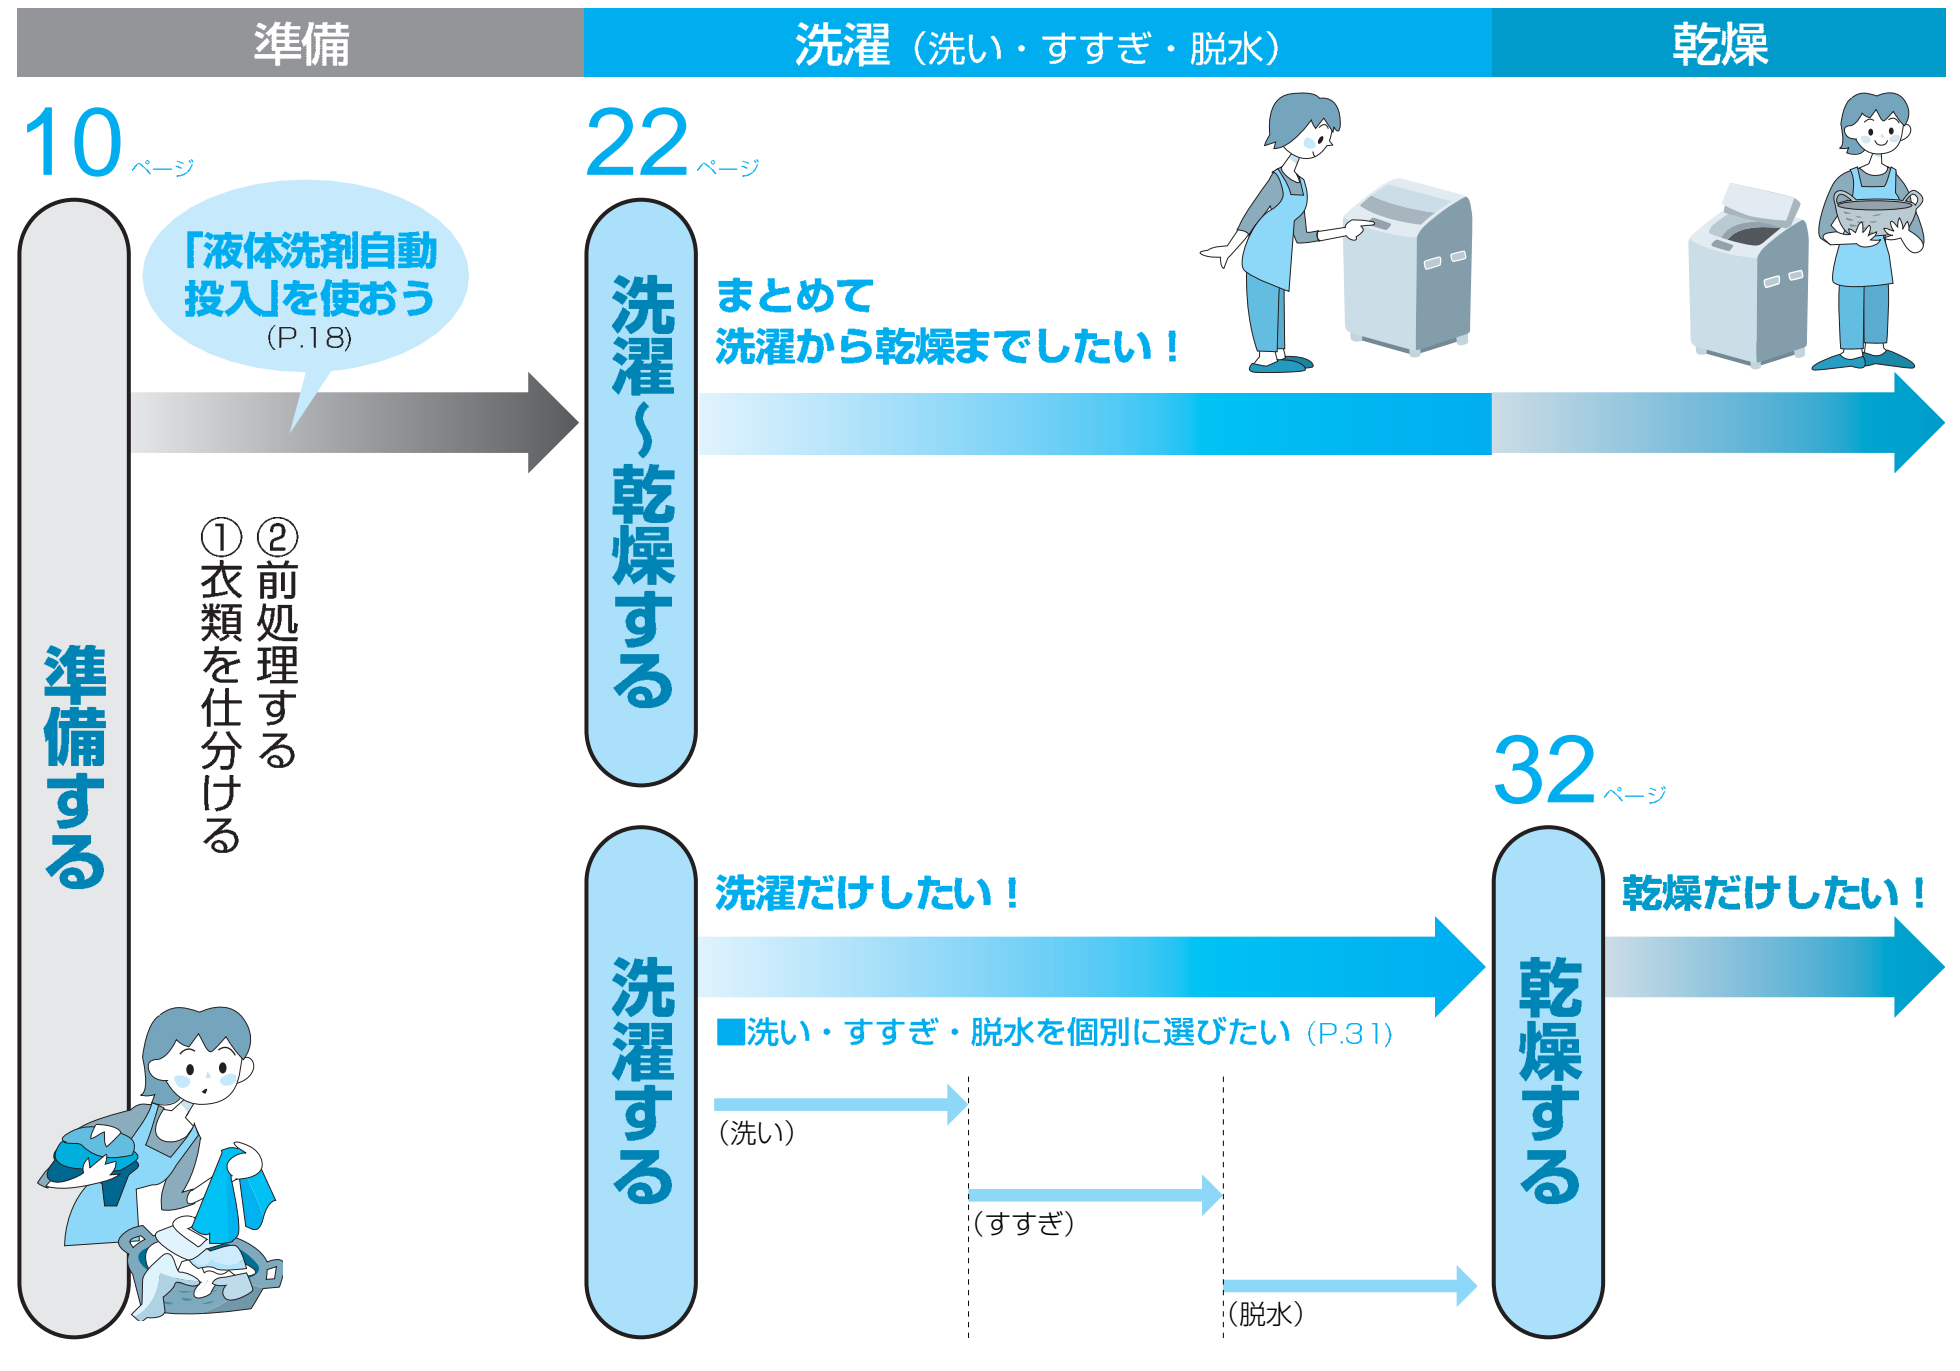 準備
洗濯（洗い・すすぎ・脱水）
乾燥
10ページ
「液体洗剤自動
投入」を使おう
(P.18)
準備する
①衣類を仕分ける
②前処理する
22ページ
洗濯～乾燥する
まとめて
洗濯から乾燥までしたい！
洗濯する
洗濯だけしたい！
■洗い・すすぎ・脱水を個別に選びたい（P.31）
（洗い）
（すすぎ）
（脱水）
32ページ
乾燥する
乾燥だけしたい！